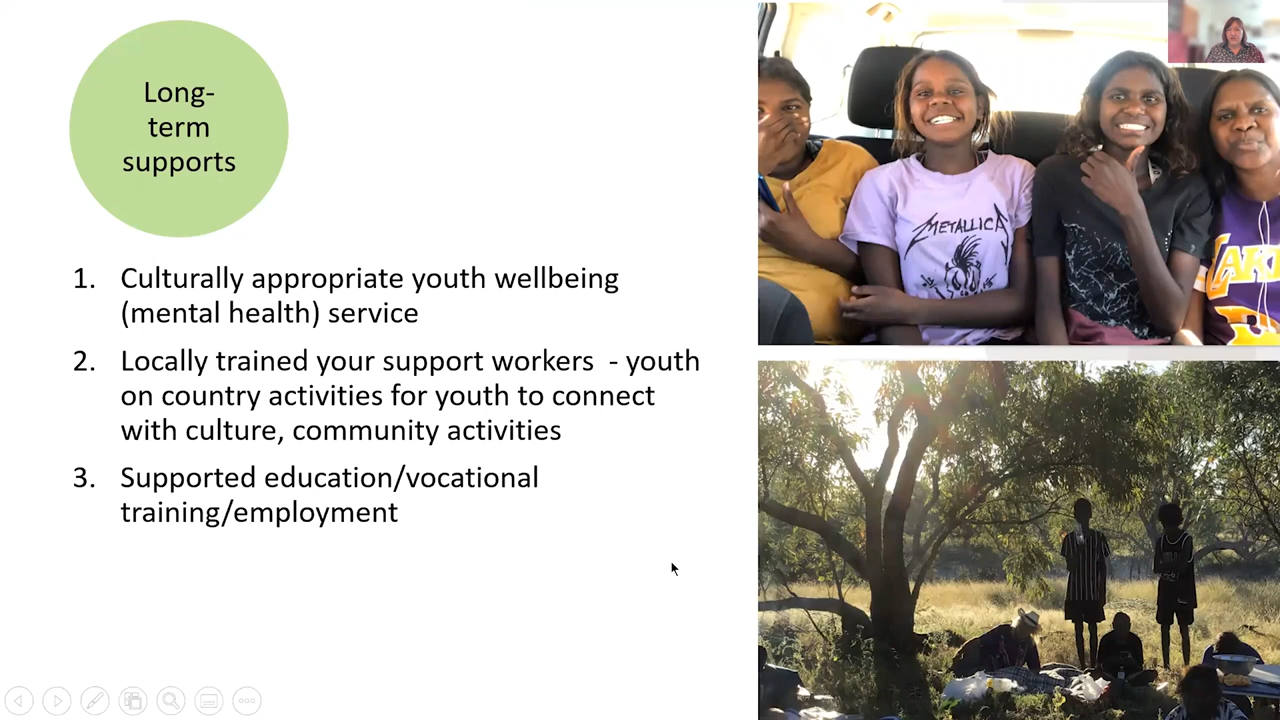 Long-
term
supports
1. Culturally appropriate youth wellbeing
(mental health) service
2. Locally trained your support workers  - youth
on country activities for youth to connect
with culture, community activities
3. Supported education/vocational
training/employment
METALLICA